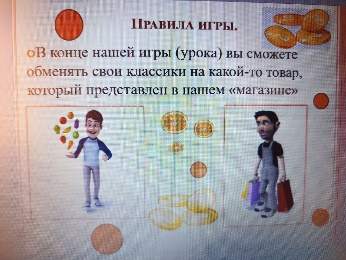 Правила игры.
В конце нашей игры (урока) вы сможете
обменять свои классики на какой-то товар,
который представлен в нашем «магазине»